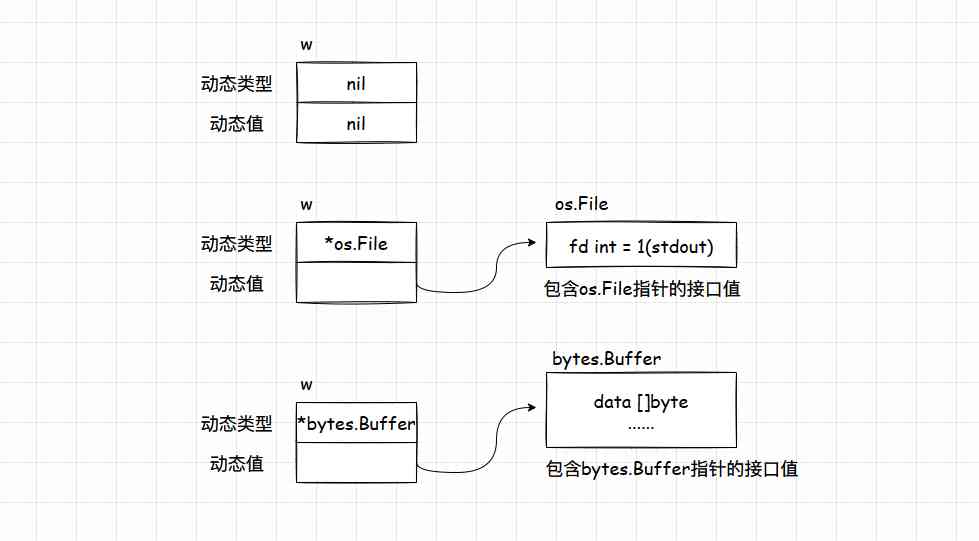 w
动态类型 nil
动态值 nil
w
os.File
动态类型 *os.File
fd int = 1(stdout)
动态值
包含os.File指针的接口值
bytes.Buffer
w
data []byte
......
动态类型 *bytes.Buffer
动态值
包含bytes.Buffer指针的接口值